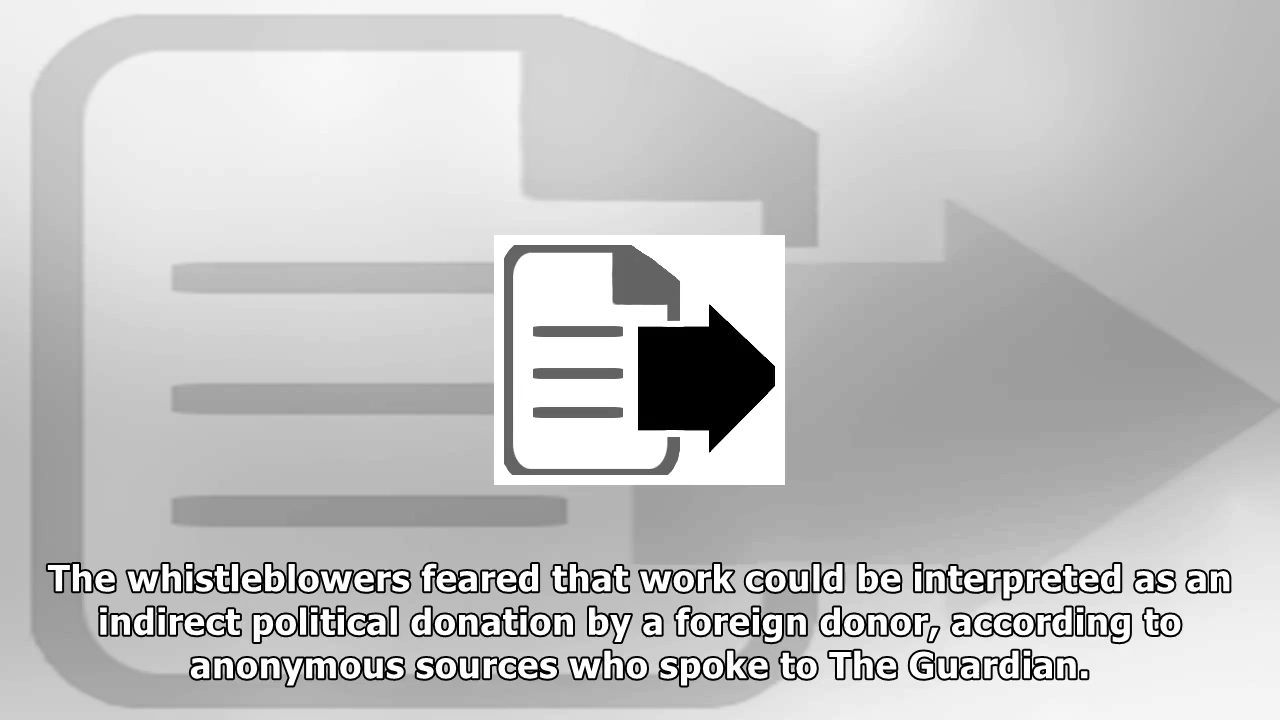 The whistleblowers feared that work could be interpreted as an
indirect political donation by a foreign donor, according to
anonymous sources who spoke to The Guardian.